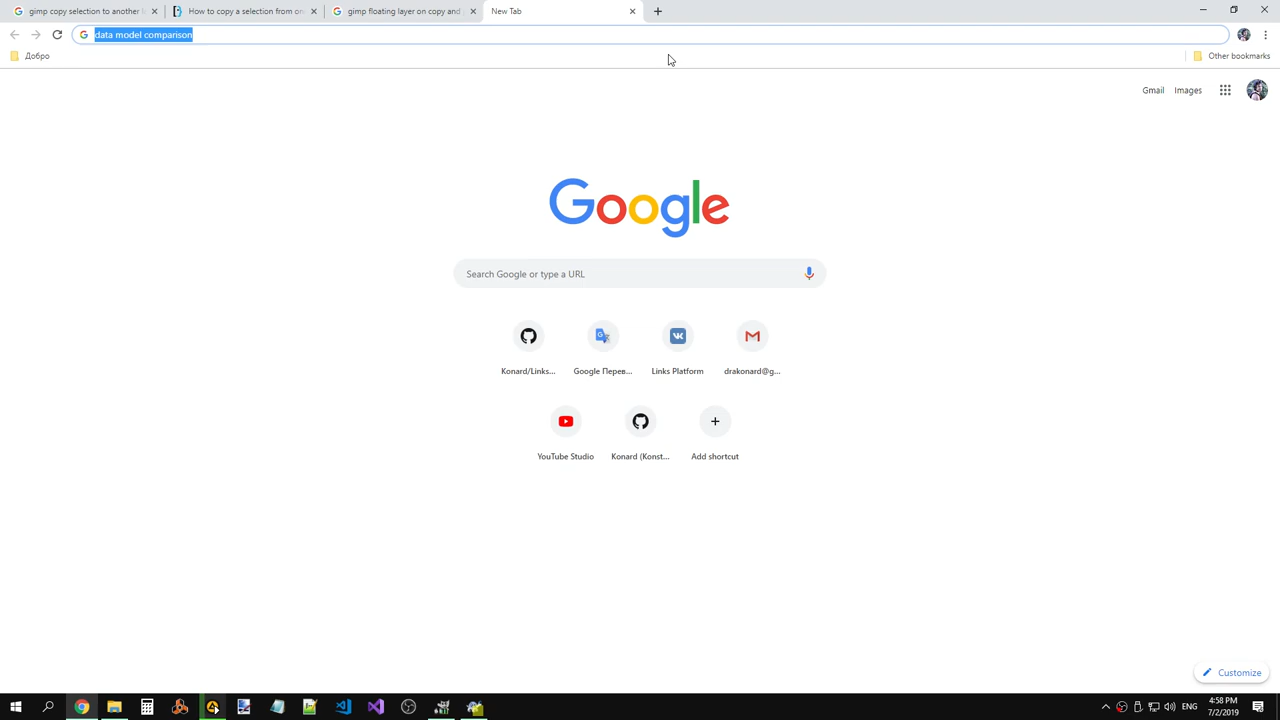 gimp copy selection to another l
How to copy a selection from on
gimp floating layer on copy and
New Tab
data model comparison
Добро
Other bookmarks
Gmail
Images
Google
Search Google or type a URL
Konard/Links...
Google Перев...
Links Platform
drakonard@g...
YouTube Studio
Konard (Konst...
Add shortcut
Customize
ENG
4:58 PM
7/2/2019